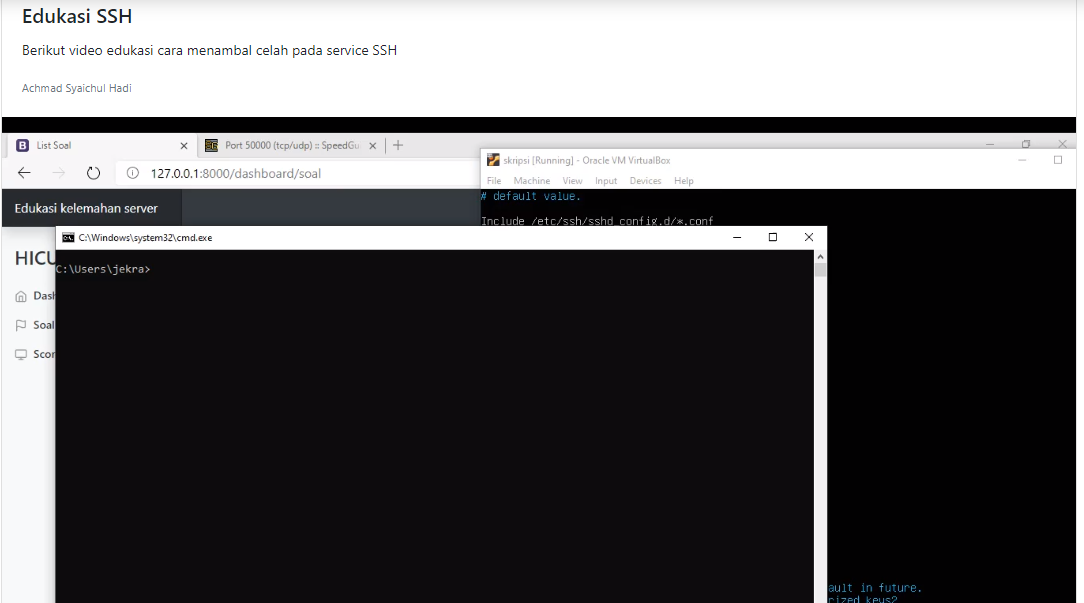 Edukasi SSH
Berikut video edukasi cara menambal celah pada service SSH
Achmad Syaichul Hadi
List Soal
Port 50000 (tcp/udp) :: SpeedGu
127.0.0.1:8000/dashboard/soal
skripsi [Running] - Oracle VM VirtualBox
File Machine View Input Devices Help
# default value.
Edukasi kelemahan server
Include /etc/ssh/sshd_config.d/*.conf
C:\Windows\system32\cmd.exe
HICU
C:\Users\jekra>
Dash
Soal
Scor
ault in future.
rized_keys2